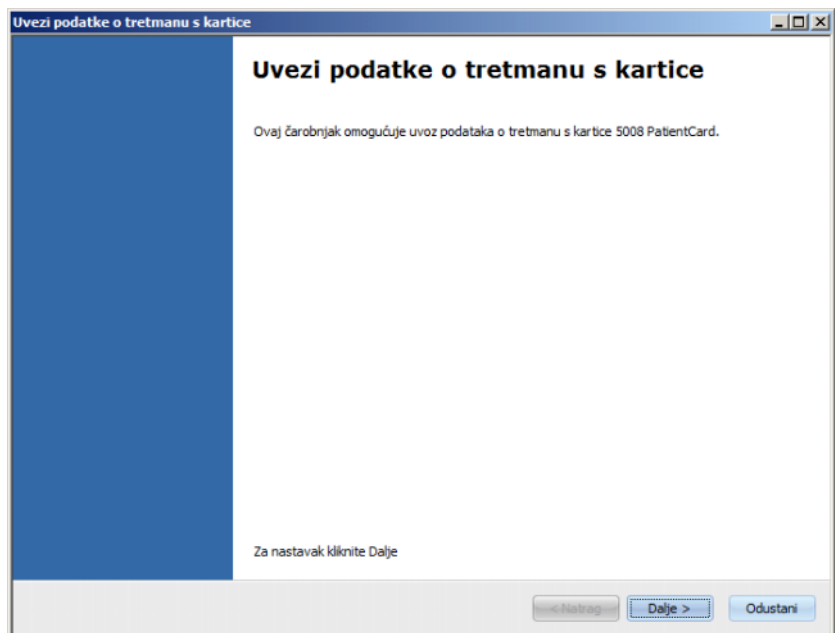 Uvezi podatke o tretmanu s kartice
Uvezi podatke o tretmanu s kartice
Ovaj čarobnjak omogućuje uvoz podataka o tretmanu s kartice 5008 PatientCard.
Za nastavak kliknite Dalje
< Natrag
Dalje >
Odustani